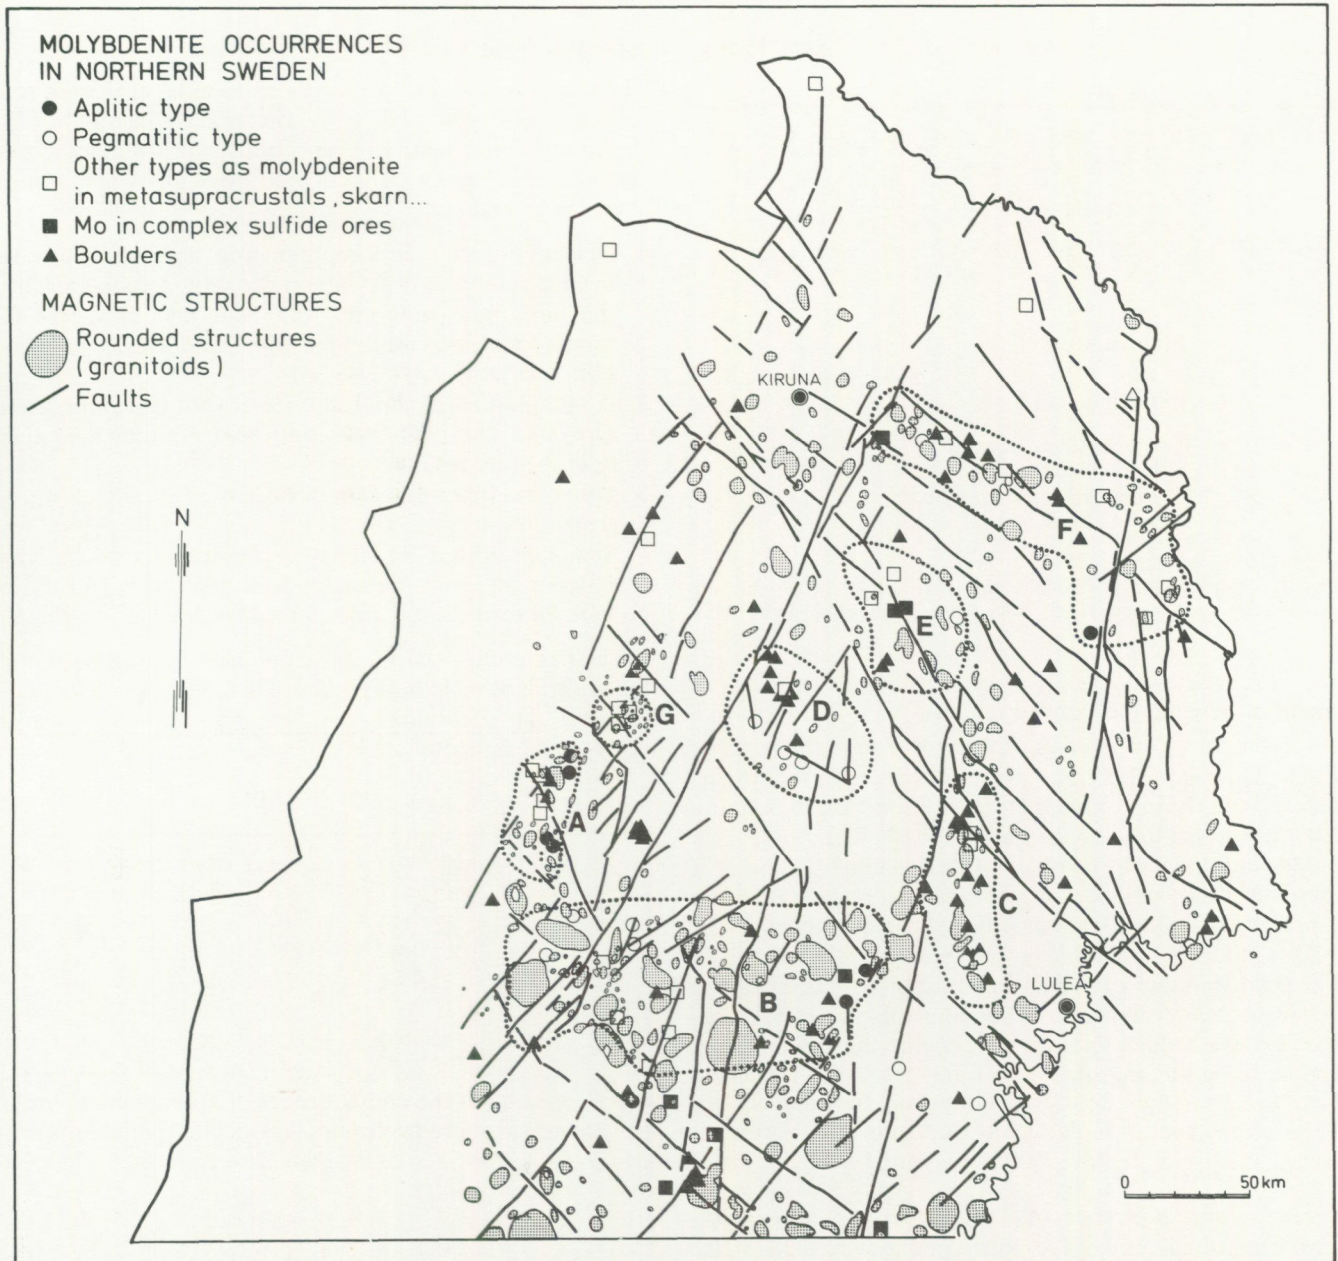 MOLYBDENITE OCCURRENCES
IN NORTHERN SWEDEN
Aplitic type
Pegmatitic type
Other types as molybdenite
in metasupracrustals, skarn...
Mo in complex sulfide ores
Boulders
MAGNETIC STRUCTURES
Rounded structures
(granitoids)
Faults
KIRUNA
N
F
E
G
D
A
C
B
LULEÅ
0 50 km